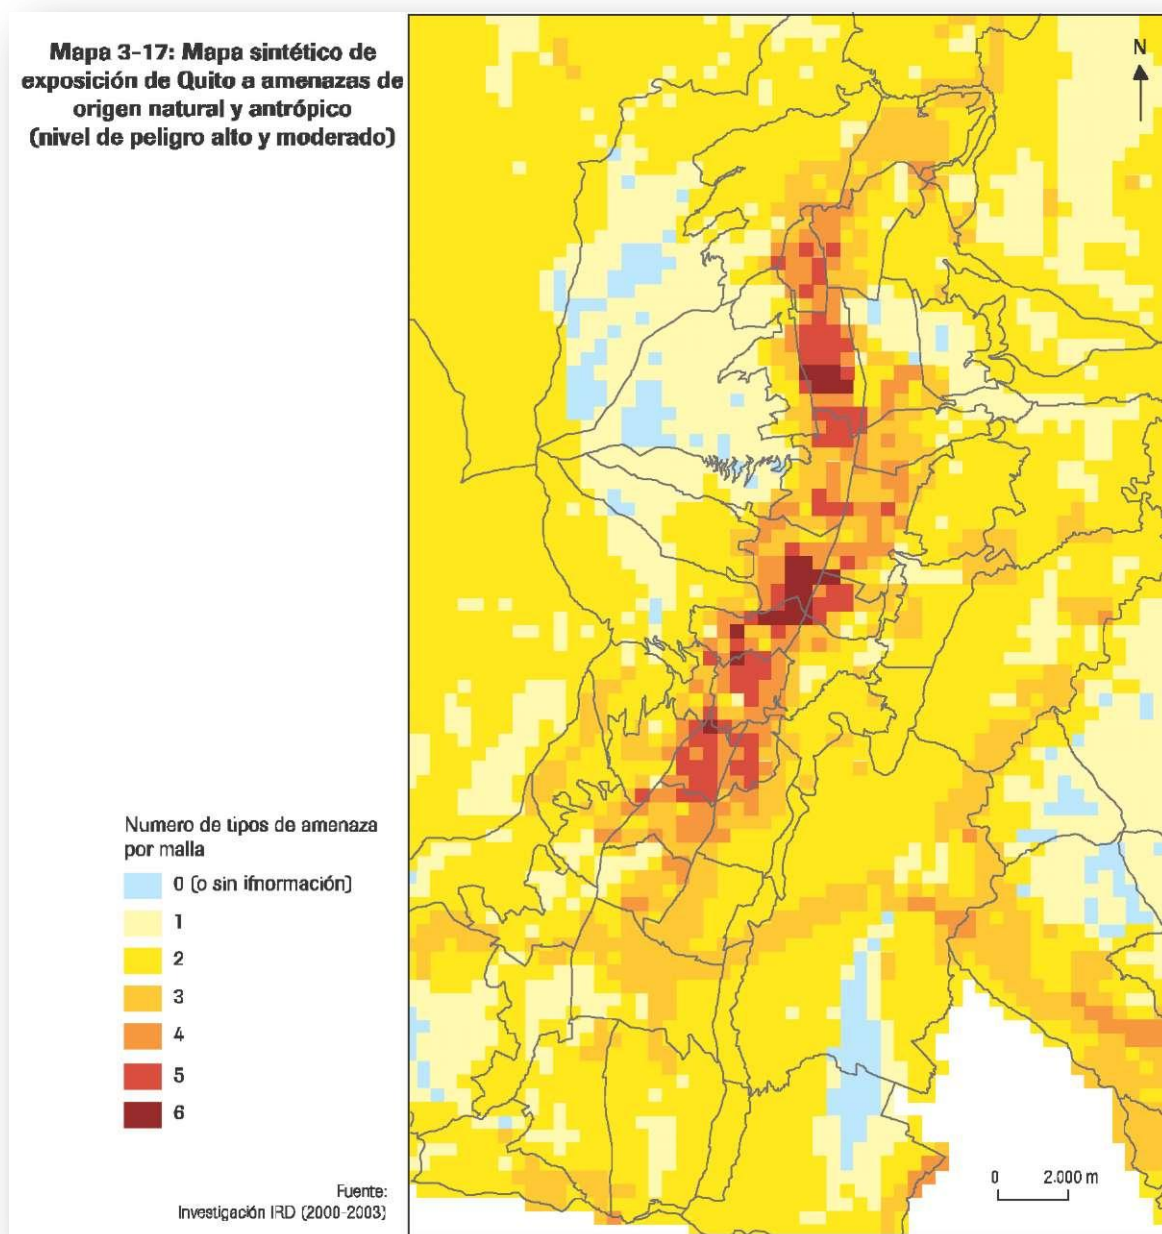 Mapa 3-17: Mapa sintético de
exposición de Quito a amenazas de
origen natural y antrópico
(nivel de peligro alto y moderado)
N
Numero de tipos de amenaza
por malla
0 (o sin ifnormación)
1
2
3
4
5
6
Fuente:
Investigación IRD (2000-2003)
0 2.000 m